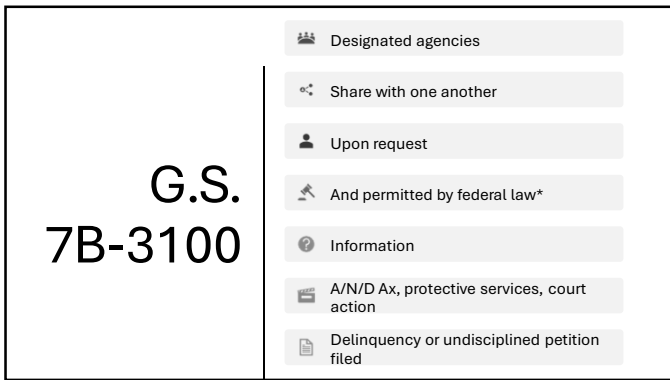 G.S.
7B-3100
Designated agencies
Share with one another
Upon request
And permitted by federal law*
Information
A/N/D Ax, protective services, court
action
Delinquency or undisciplined petition
filed